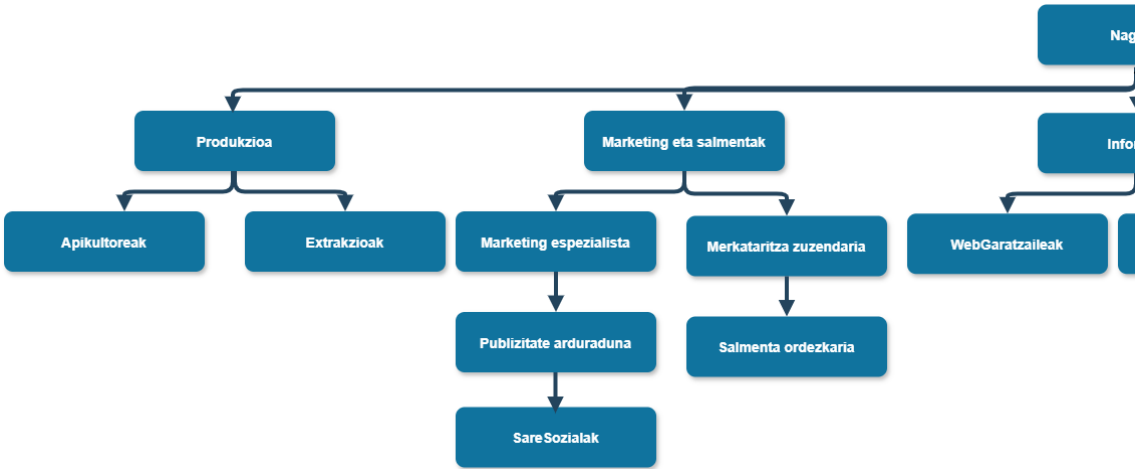 Produkzioa
Marketing eta salmentak
Apikultoreak
Extrakzioak
Marketing espezialista
Merkataritza zuzendaria
WebGaratzaileak
Publizitate arduraduna
Salmenta ordezkaria
SareSozialak